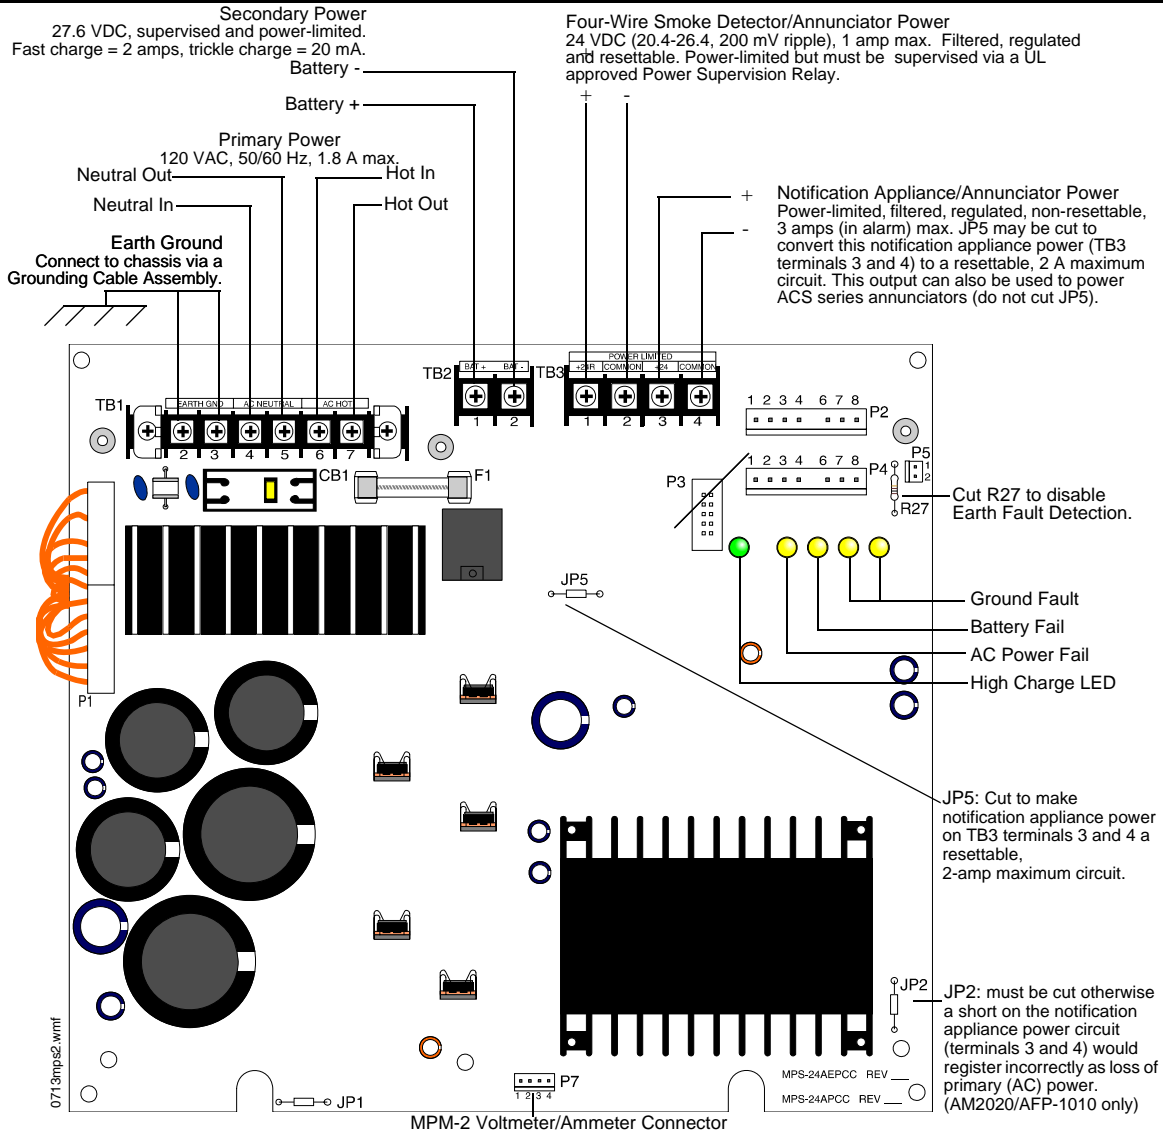 Secondary Power
27.6 VDC, supervised and power-limited.
Fast charge = 2 amps, trickle charge = 20 mA.
Battery -
Battery +
Four-Wire Smoke Detector/Annunciator Power
24 VDC (20.4-26.4, 200 mV ripple), 1 amp max. Filtered, regulated
and resettable. Power-limited but must be supervised via a UL
approved Power Supervision Relay.
+
+ -
Primary Power
120 VAC, 50/60 Hz, 1.8 A max.
Neutral Out
Hot In
Neutral In
Hot Out
Earth Ground
Connect to chassis via a
Grounding Cable Assembly.
+ Notification Appliance/Annunciator Power
Power-limited, filtered, regulated, non-resettable,
- 3 amps (in alarm) max. JP5 may be cut to
convert this notification appliance power (TB3
terminals 3 and 4) to a resettable, 2 A maximum
circuit. This output can also be used to power
ACS series annunciators (do not cut JP5).
POWER LIMITED
TB2 BAT + BAT - TB3 +24R COMMON +24 COMMON
1 2 1 2 3 4
TB1 EARTH GND AC NEUTRAL AC HOT
2 3 4 5 6 7
1 2 3 4 6 7 8 P2
CB1 F1
P3
1 2 3 4 6 7 8 P4
P5
1
2
R27
Cut R27 to disable
Earth Fault Detection.
JP5
Ground Fault
Battery Fail
AC Power Fail
High Charge LED
P1
JP5: Cut to make
notification appliance power
on TB3 terminals 3 and 4 a
resettable,
2-amp maximum circuit.
JP2
JP2: must be cut otherwise
a short on the notification
appliance power circuit
(terminals 3 and 4) would
register incorrectly as loss of
primary (AC) power.
(AM2020/AFP-1010 only)
0713mps2.wmf
MPS-24AEPCC REV __
MPS-24APCC REV __
P7
1 2 3 4
JP1
MPM-2 Voltmeter/Ammeter Connector